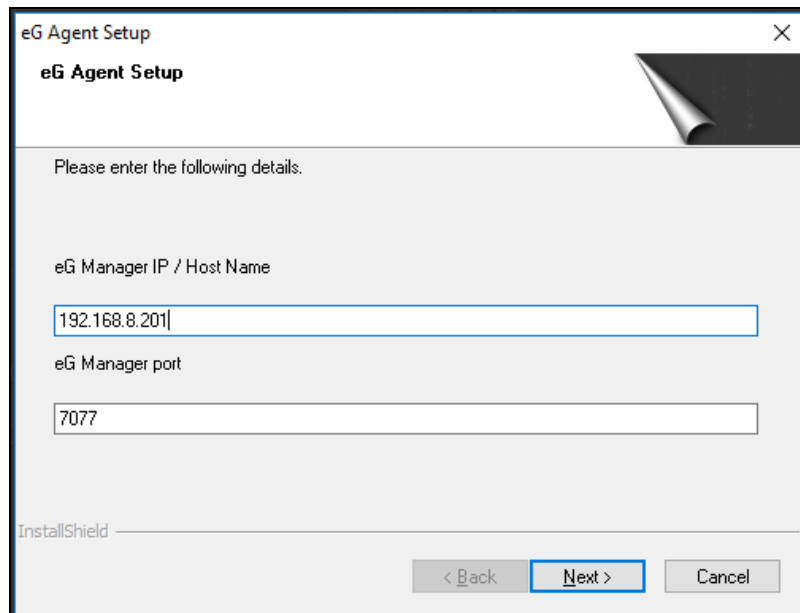 eG Agent Setup
eG Agent Setup
Please enter the following details.
eG Manager IP / Host Name
192.168.8.201
eG Manager port
7077
InstallShield
< Back Next > Cancel